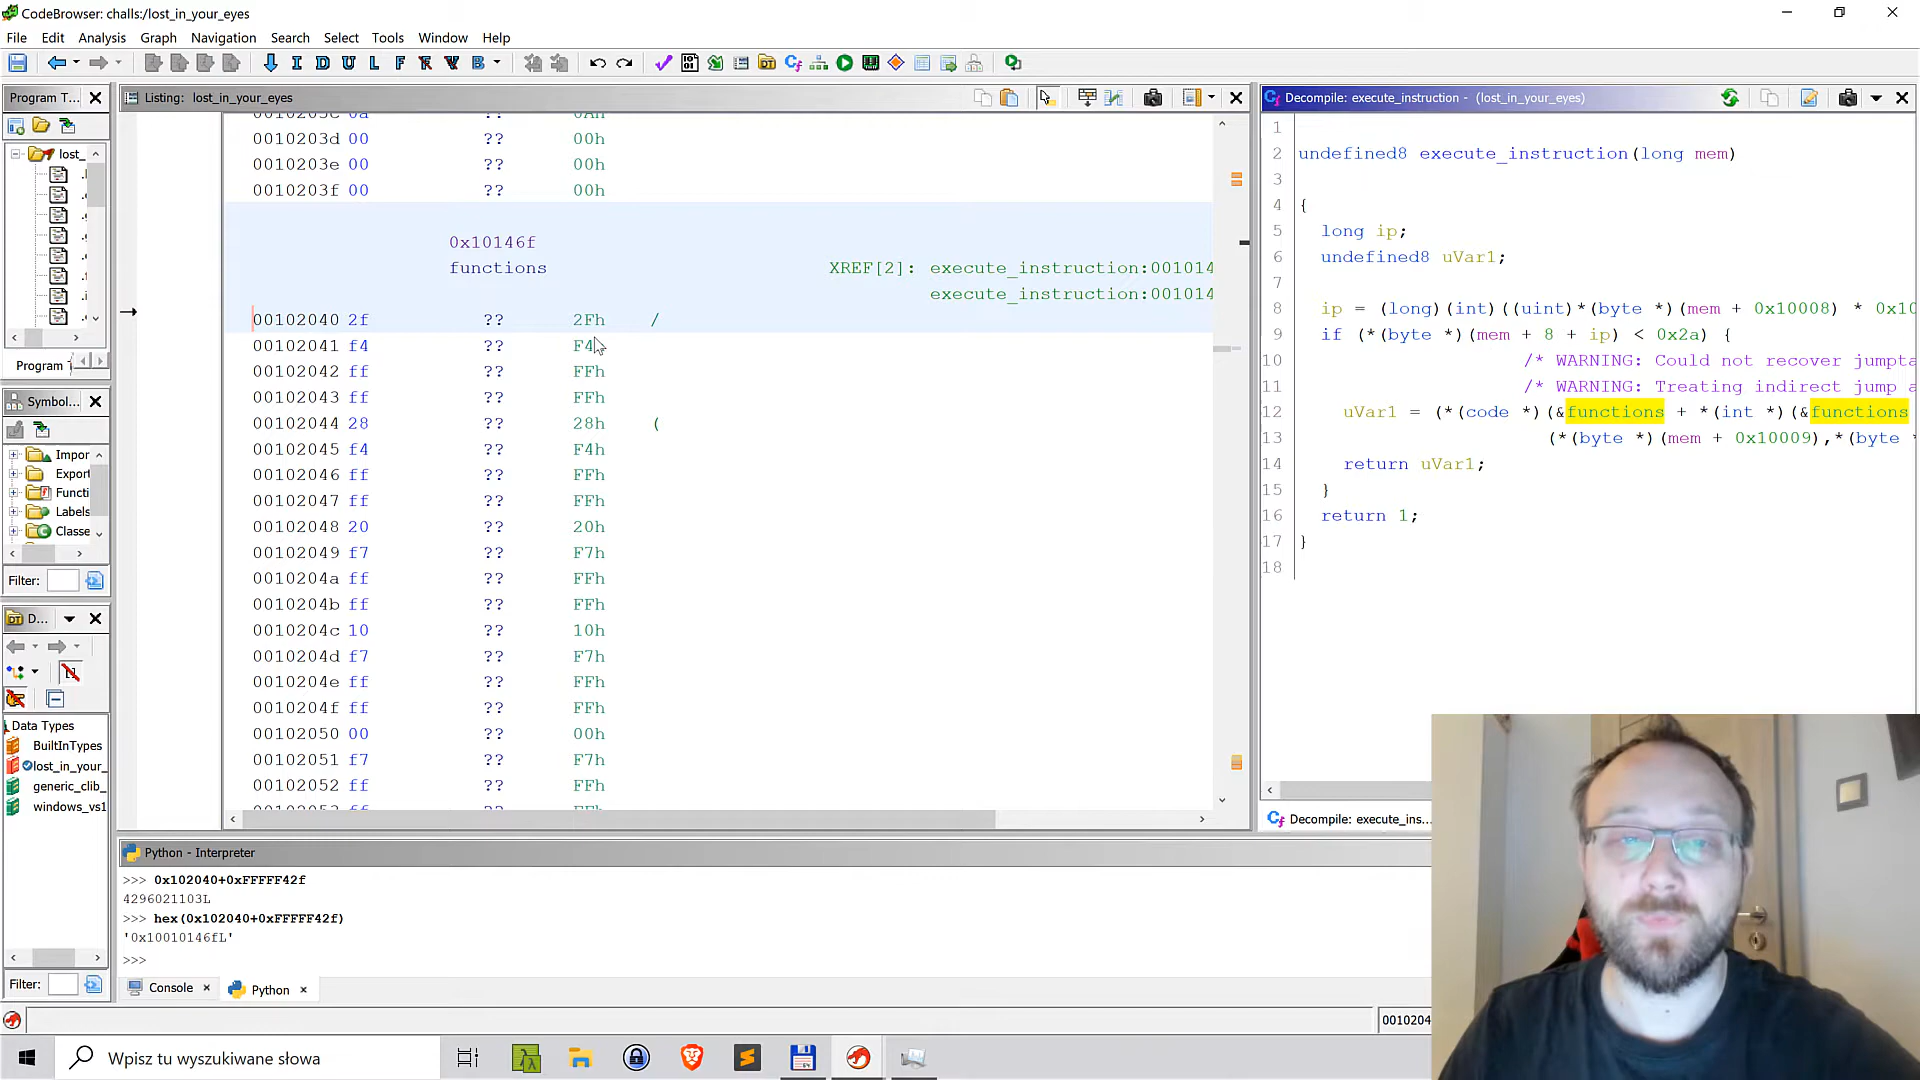 CodeBrowser: challs:/lost_in_your_eyes
File Edit Analysis Graph Navigation Search Select Tools Window Help
I D U L F B
Program T...
Listing: lost_in_your_eyes
Decompile: execute_instruction - (lost_in_your_eyes)
lost_
Program
Symbol...
Impor
Export
Functi
Labels
Classe
Filter:
D...
Data Types
BuiltInTypes
lost_in_your_
generic_clib_
windows_vs1
Filter:
0010203d 00 ?? 00h
0010203e 00 ?? 00h
0010203f 00 ?? 00h
0x10146f
functions XREF[2]: execute_instruction:001014
execute_instruction:001014
00102040 2f ?? 2Fh /
00102041 f4 ?? F4
00102042 ff ?? FFh
00102043 ff ?? FFh
00102044 28 ?? 28h (
00102045 f4 ?? F4h
00102046 ff ?? FFh
00102047 ff ?? FFh
00102048 20 ?? 20h
00102049 f7 ?? F7h
0010204a ff ?? FFh
0010204b ff ?? FFh
0010204c 10 ?? 10h
0010204d f7 ?? F7h
0010204e ff ?? FFh
0010204f ff ?? FFh
00102050 00 ?? 00h
00102051 f7 ?? F7h
00102052 ff ?? FFh
1
2 undefined8 execute_instruction(long mem)
3
4 {
5 long ip;
6 undefined8 uVar1;
7
8 ip = (long)(int)((uint)*(byte *)(mem + 0x10008) * 0x10
9 if (*(byte *)(mem + 8 + ip) < 0x2a) {
10 /* WARNING: Could not recover jumpta
11 /* WARNING: Treating indirect jump a
12 uVar1 = (*(code *)(&functions + *(int *)(&functions
13 (*(byte *)(mem + 0x10009),*(byte *
14 return uVar1;
15 }
16 return 1;
17 }
18
Decompile: execute_ins...
Python - Interpreter
>>> 0x102040+0xFFFFF42f
4296021103L
>>> hex(0x102040+0xFFFFF42f)
'0x10010146fL'
>>>
Console Python
0010204
Wpisz tu wyszukiwane słowa